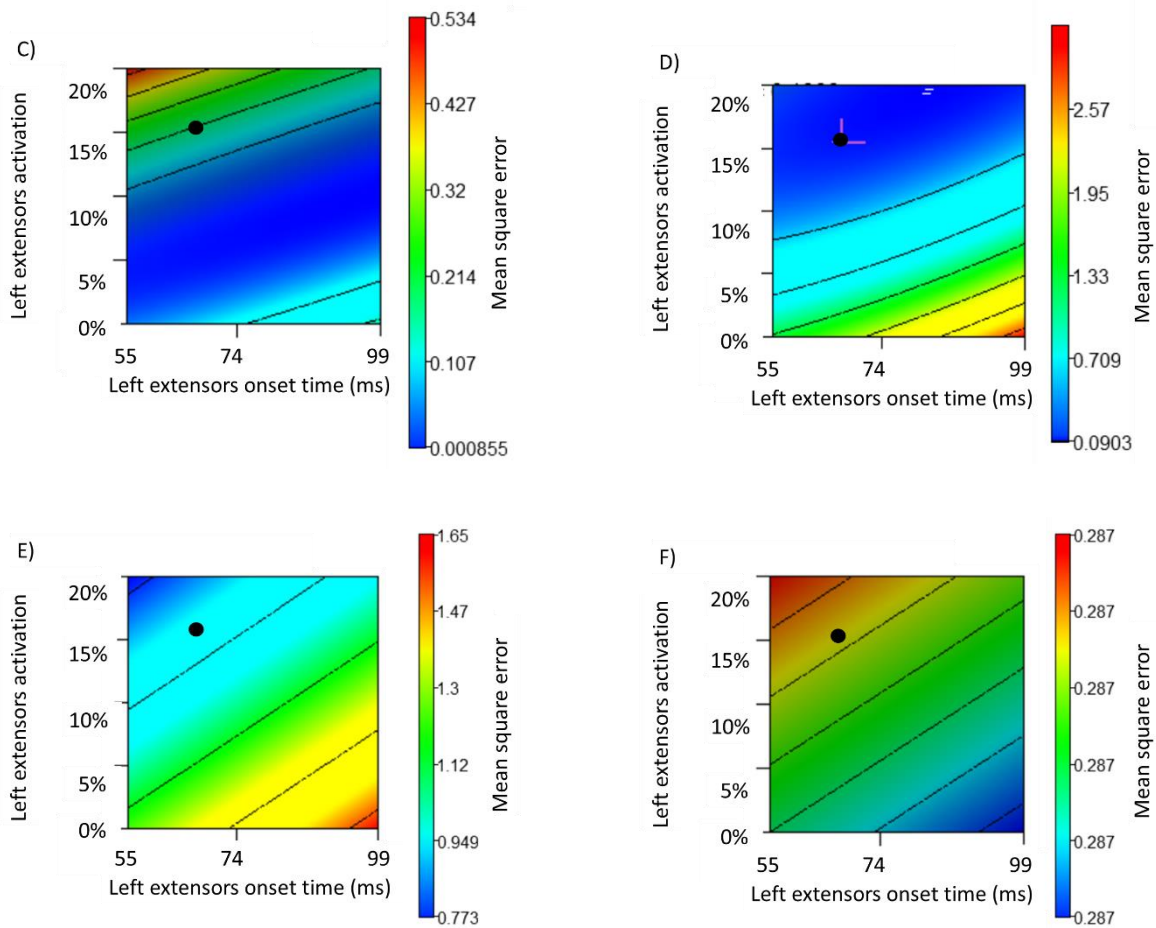 C)
Left extensors activation
20%
15%
10%
5%
0%
55 74 99
Left extensors onset time (ms)
0.534
0.427
0.32
0.214
0.107
0.000855
Mean square error
D)
Left extensors activation
20%
15%
10%
5%
0%
55 74 99
Left extensors onset time (ms)
2.57
1.95
1.33
0.709
0.0903
Mean square error
E)
Left extensors activation
20%
15%
10%
5%
0%
55 74 99
Left extensors onset time (ms)
1.65
1.47
1.3
1.12
0.949
0.773
Mean square error
F)
Left extensors activation
20%
15%
10%
5%
0%
55 74 99
Left extensors onset time (ms)
0.287
0.287
0.287
0.287
0.287
0.287
Mean square error